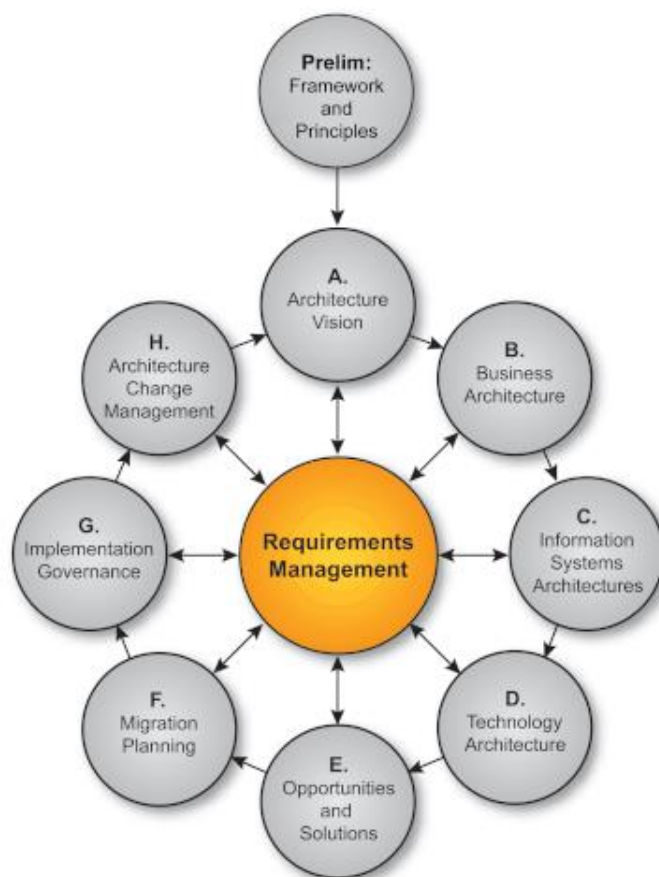 Prelim:
Framework
and
Principles
A.
Architecture
Vision
B.
Business
Architecture
C.
Information
Systems
Architectures
D.
Technology
Architecture
E.
Opportunities
and
Solutions
F.
Migration
Planning
G.
Implementation
Governance
H.
Architecture
Change
Management
Requirements
Management